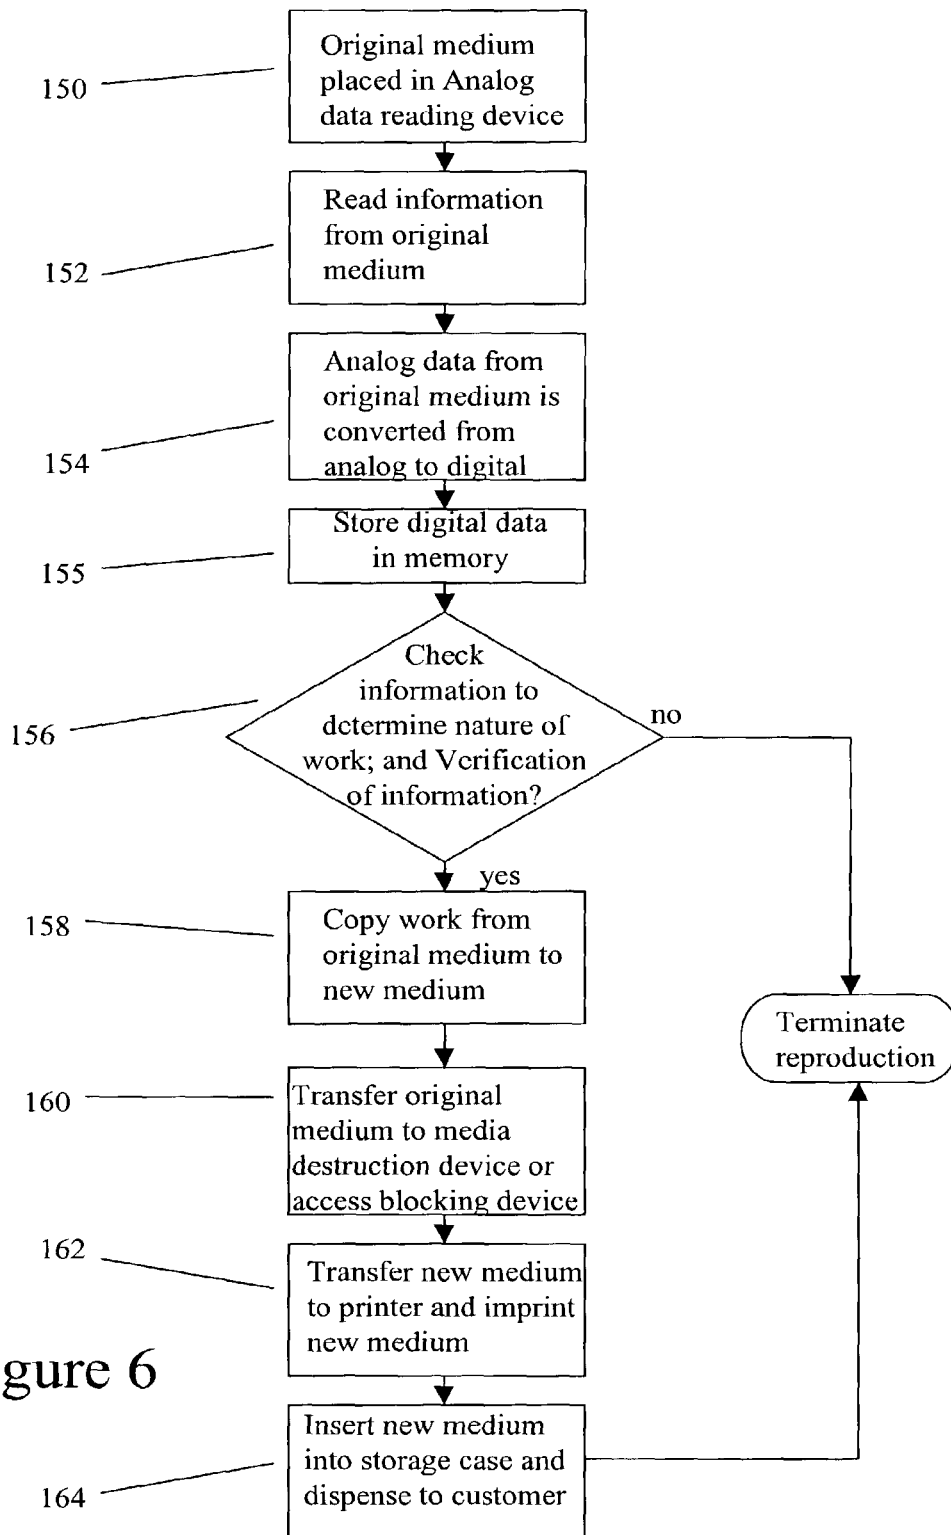 150
Original medium
placed in Analog
data reading device
152
Read information
from original
medium
154
Analog data from
original medium is
converted from
analog to digital
155
Store digital data
in memory
156
Check
information to
determine nature of
work; and Verification
of information?
no
yes
158
Copy work from
original medium to
new medium
Terminate
reproduction
160
Transfer original
medium to media
destruction device or
access blocking device
162
Transfer new medium
to printer and imprint
new medium
gure 6
164
Insert new medium
into storage case and
dispense to customer